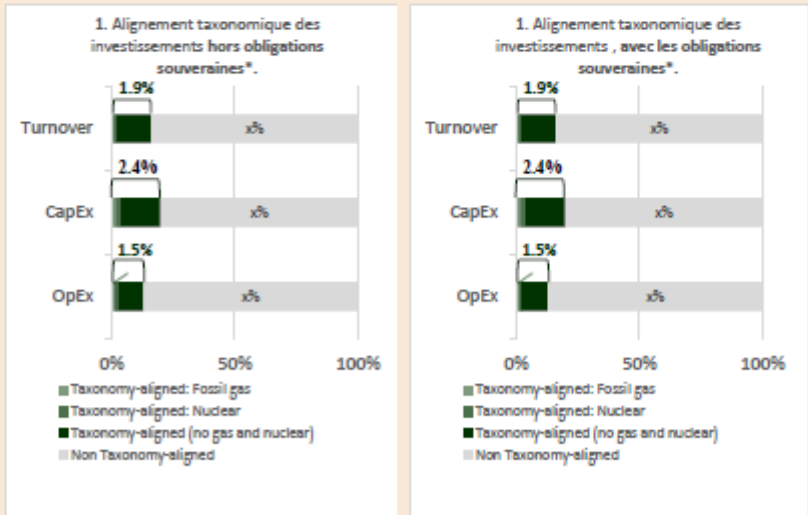 1. Alignement taxonomique des
investissements hors obligations
souveraines*.
1.9%
Turnover
x%
2.4%
CapEx
x%
1.5%
OpEx
x%
0%
50%
100%
Taxonomy-aligned: Fossil gas
Taxonomy-aligned: Nuclear
Taxonomy-aligned (no gas and nuclear)
Non Taxonomy-aligned
1. Alignement taxonomique des
investissements , avec les obligations
souveraines*.
1.9%
Turnover
x%
2.4%
CapEx
x%
1.5%
OpEx
x%
0%
50%
100%
Taxonomy-aligned: Fossil gas
Taxonomy-aligned: Nuclear
Taxonomy-aligned (no gas and nuclear)
Non Taxonomy-aligned